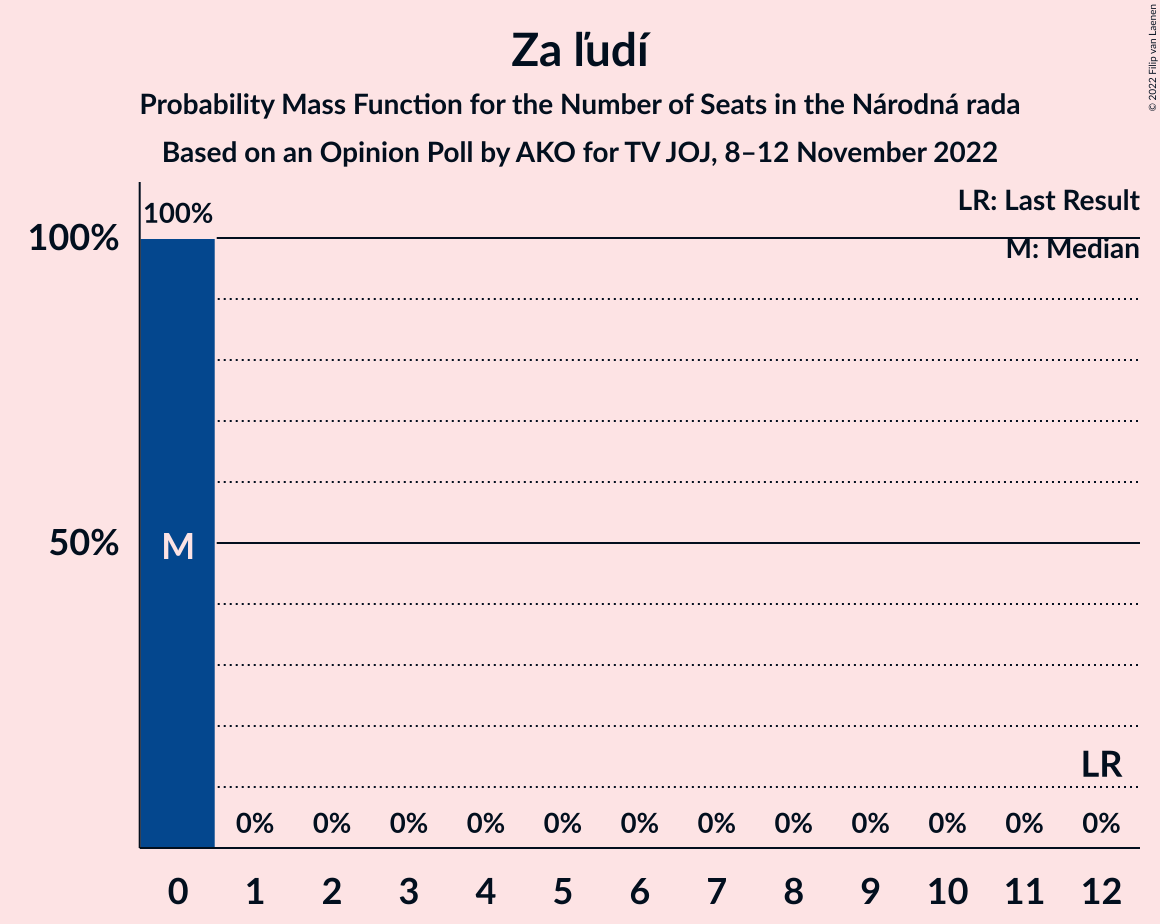 Za ľudí
Probability Mass Function for the Number of Seats in the Národná rada
Based on an Opinion Poll by AKO for TV JOJ, 8–12 November 2022
© 2022 Filip van Laenen
LR: Last Result
M: Median
100%
100%
50%
M
LR
0% 0% 0% 0% 0% 0% 0% 0% 0% 0% 0% 0%
0 1 2 3 4 5 6 7 8 9 10 11 12